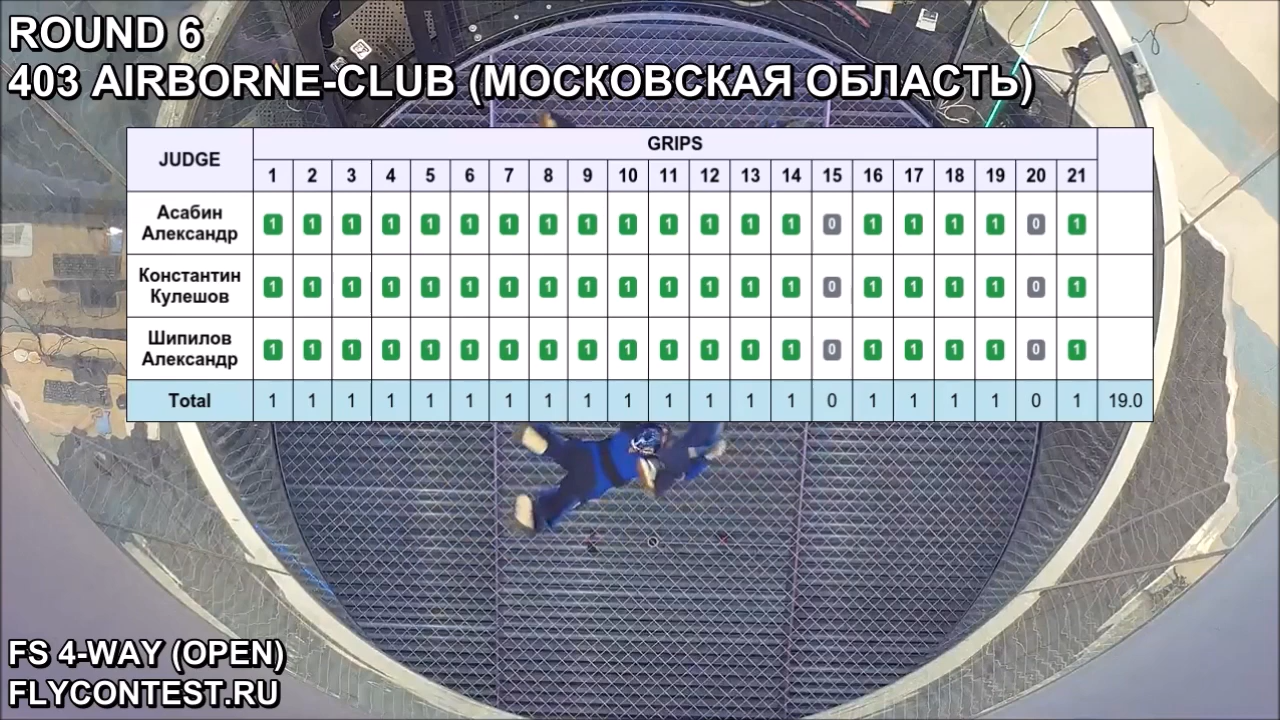 ROUND 6
403 AIRBORNE-CLUB (МОСКОВСКАЯ ОБЛАСТЬ)
JUDGE GRIPS
1 2 3 4 5 6 7 8 9 10 11 12 13 14 15 16 17 18 19 20 21
Асабин
Александр
1 1 1 1 1 1 1 1 1 1 1 1 1 1 0 1 1 1 1 0 1
Константин
Кулешов
1 1 1 1 1 1 1 1 1 1 1 1 1 1 0 1 1 1 1 0 1
Шипилов
Александр
1 1 1 1 1 1 1 1 1 1 1 1 1 1 0 1 1 1 1 0 1
Total 1 1 1 1 1 1 1 1 1 1 1 1 1 1 0 1 1 1 1 0 1 19.0
FS 4-WAY (OPEN)
FLYCONTEST.RU